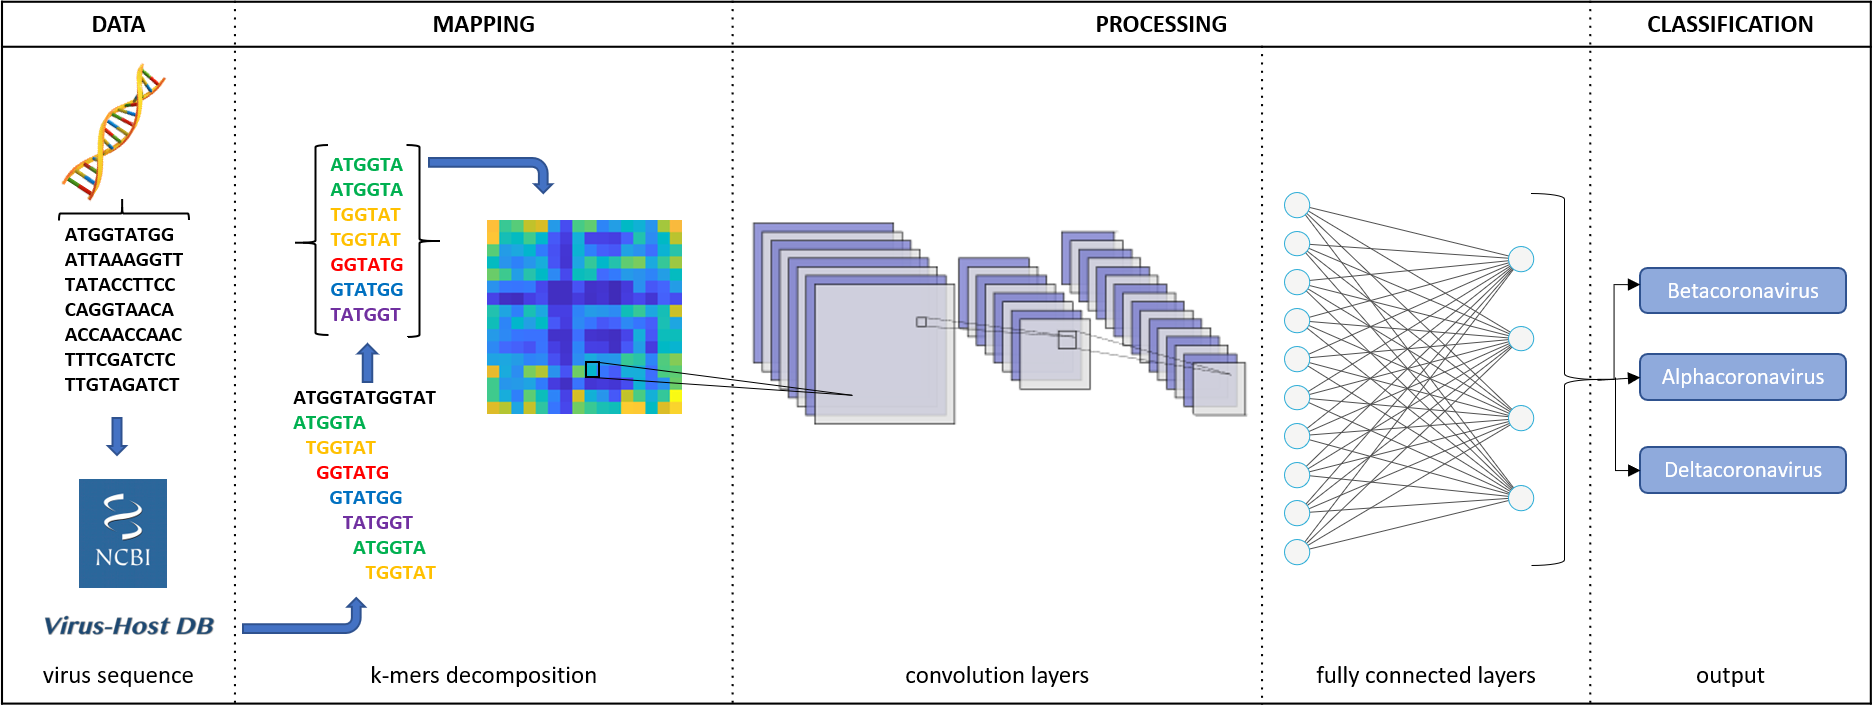 DATA
MAPPING
PROCESSING
CLASSIFICATION
ATGGTATGG
ATTAAAGGTT
TATACCTTCC
CAGGTAACA
ACCAACCAAC
TTTCGATCTC
TTGTAGATCT
NCBI
Virus-Host DB
virus sequence
ATGGTA
ATGGTA
TGGTAT
TGGTAT
GGTATG
GTATGG
TATGGT
ATGGTATGGTAT
ATGGTA
TGGTAT
GGTATG
GTATGG
TATGGT
ATGGTA
TGGTAT
k-mers decomposition
convolution layers
fully connected layers
Betacoronavirus
Alphacoronavirus
Deltacoronavirus
output